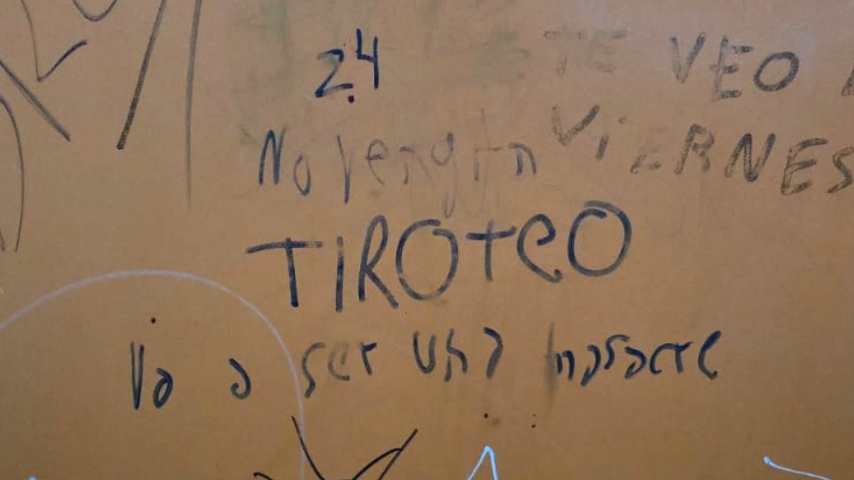 24
TE VEO
VIERNES
No vengan
TIROTEO
Va a ser una masacre